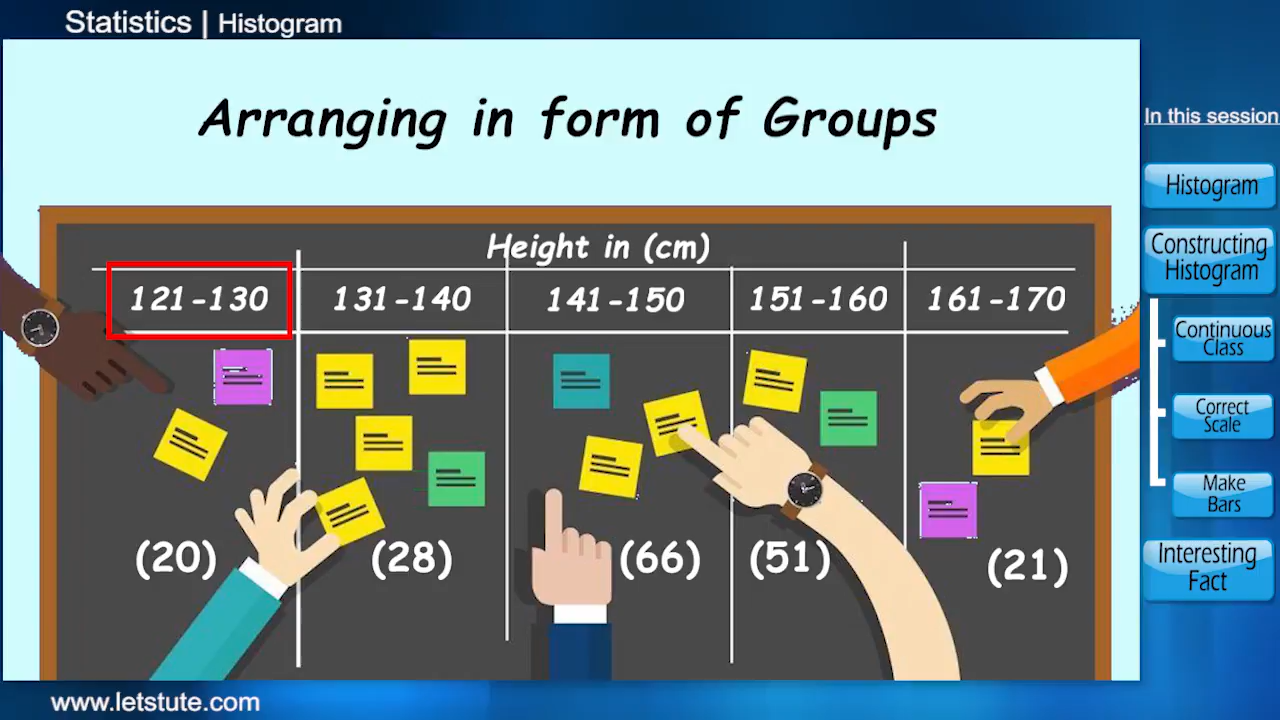 Statistics | Histogram
Arranging in form of Groups
Height in (cm)
121-130 131-140 141-150 151-160 161-170
(20) (28) (66) (51) (21)
In this session
Histogram
Constructing
Histogram
Continuous
Class
Correct
Scale
Make
Bars
Interesting
Fact
www.letstute.com